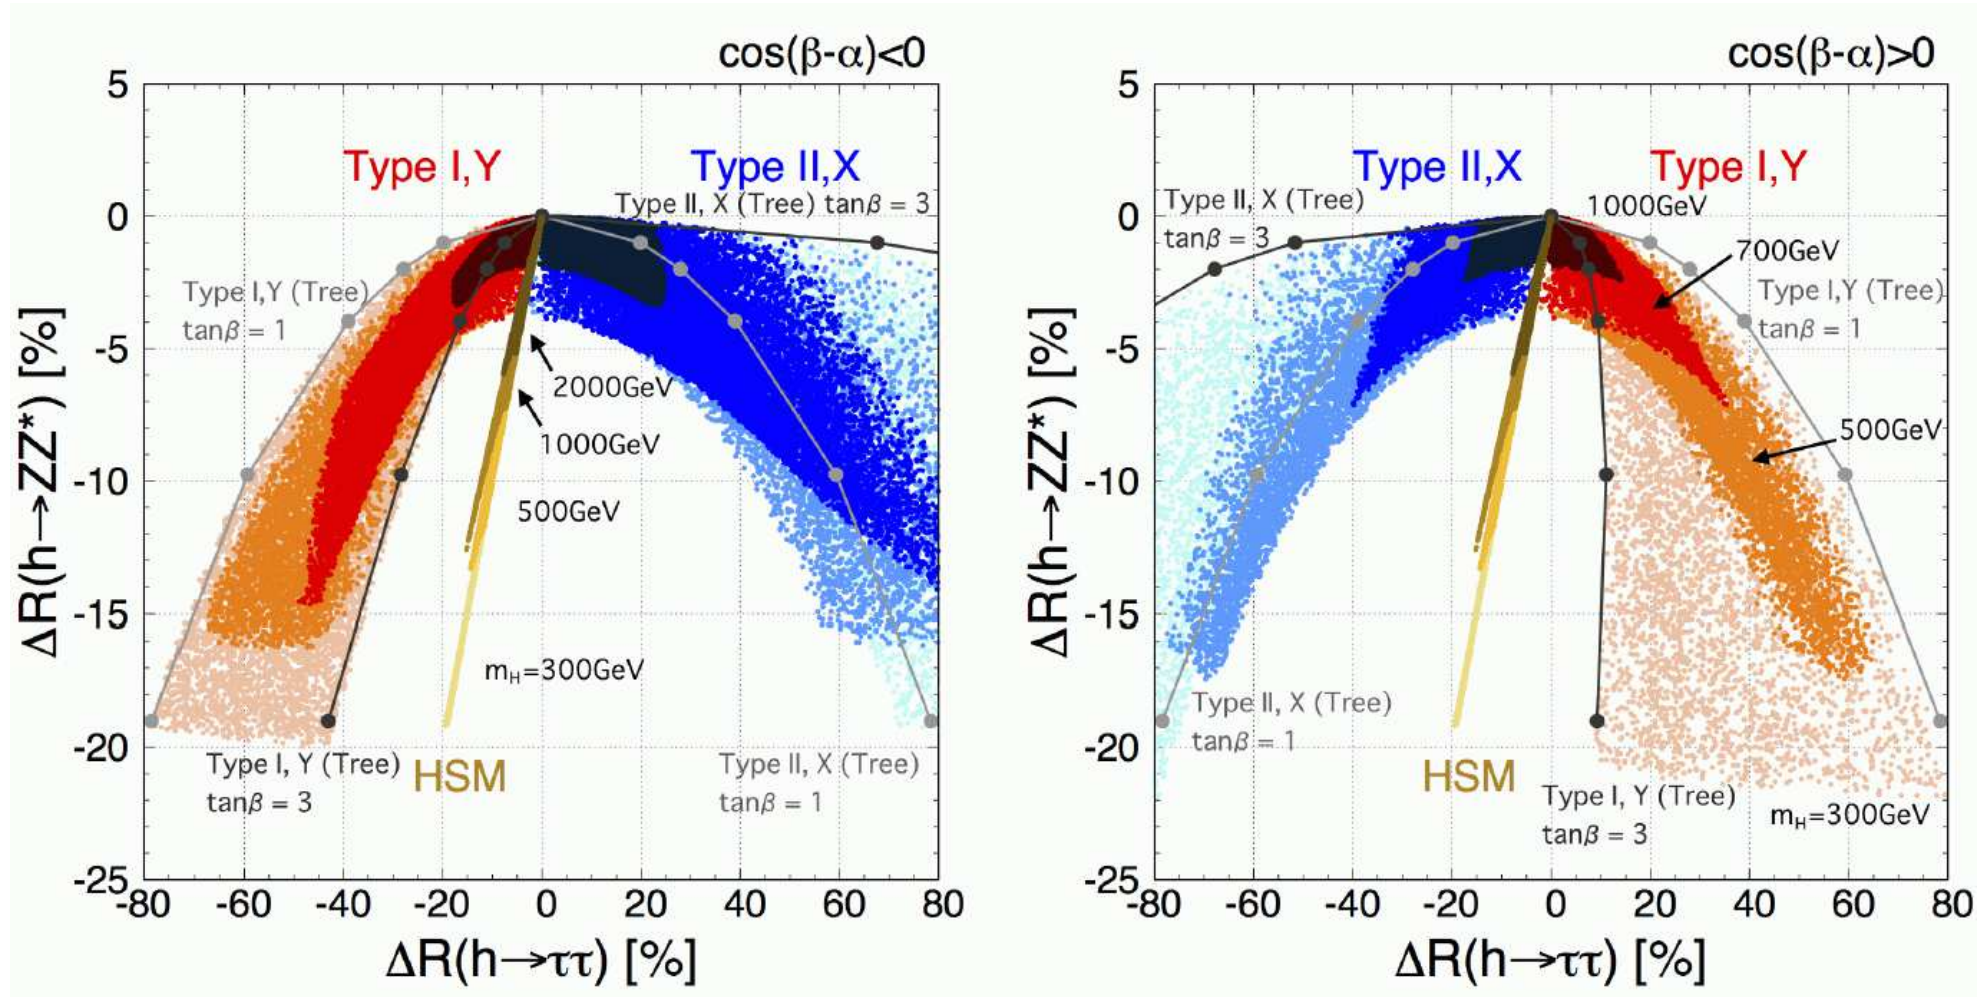 cos(β-α)<0
5
0
-5
-10
-15
-20
-25
ΔR(h→ZZ*) [%]
Type I,Y
Type II,X
Type II, X (Tree) tanβ = 3
Type I,Y (Tree)
tanβ = 1
2000GeV
1000GeV
500GeV
mH=300GeV
Type I, Y (Tree)
tanβ = 3
HSM
Type II, X (Tree)
tanβ = 1
-80 -60 -40 -20 0 20 40 60 80
ΔR(h→ττ) [%]
cos(β-α)>0
5
0
-5
-10
-15
-20
-25
ΔR(h→ZZ*) [%]
Type II,X
Type I,Y
Type II, X (Tree)
tanβ = 3
1000GeV
700GeV
Type I,Y (Tree)
tanβ = 1
500GeV
Type II, X (Tree)
tanβ = 1
HSM
Type I, Y (Tree)
tanβ = 3
mH=300GeV
-80 -60 -40 -20 0 20 40 60 80
ΔR(h→ττ) [%]